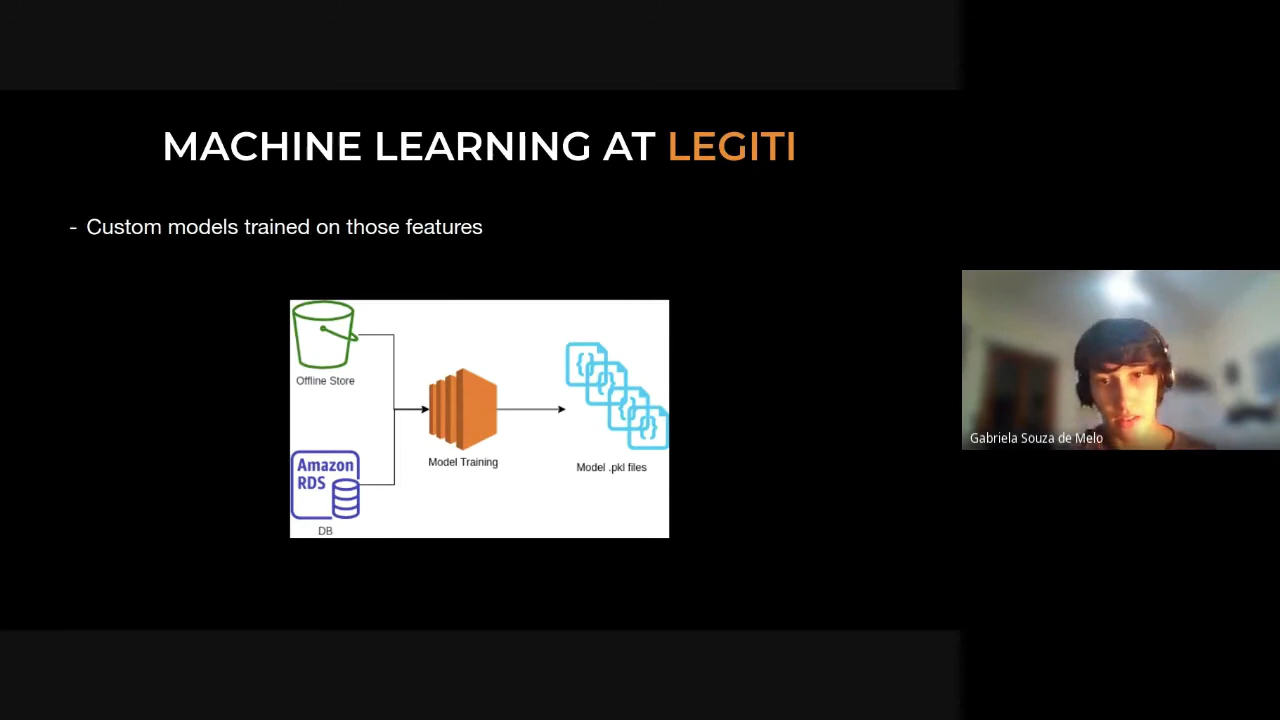 MACHINE LEARNING AT LEGITI
- Custom models trained on those features
Offline Store
Amazon
RDS
DB
Model Training
{}
{}
{}
{}
Model .pkl files
Gabriela Souza de Melo